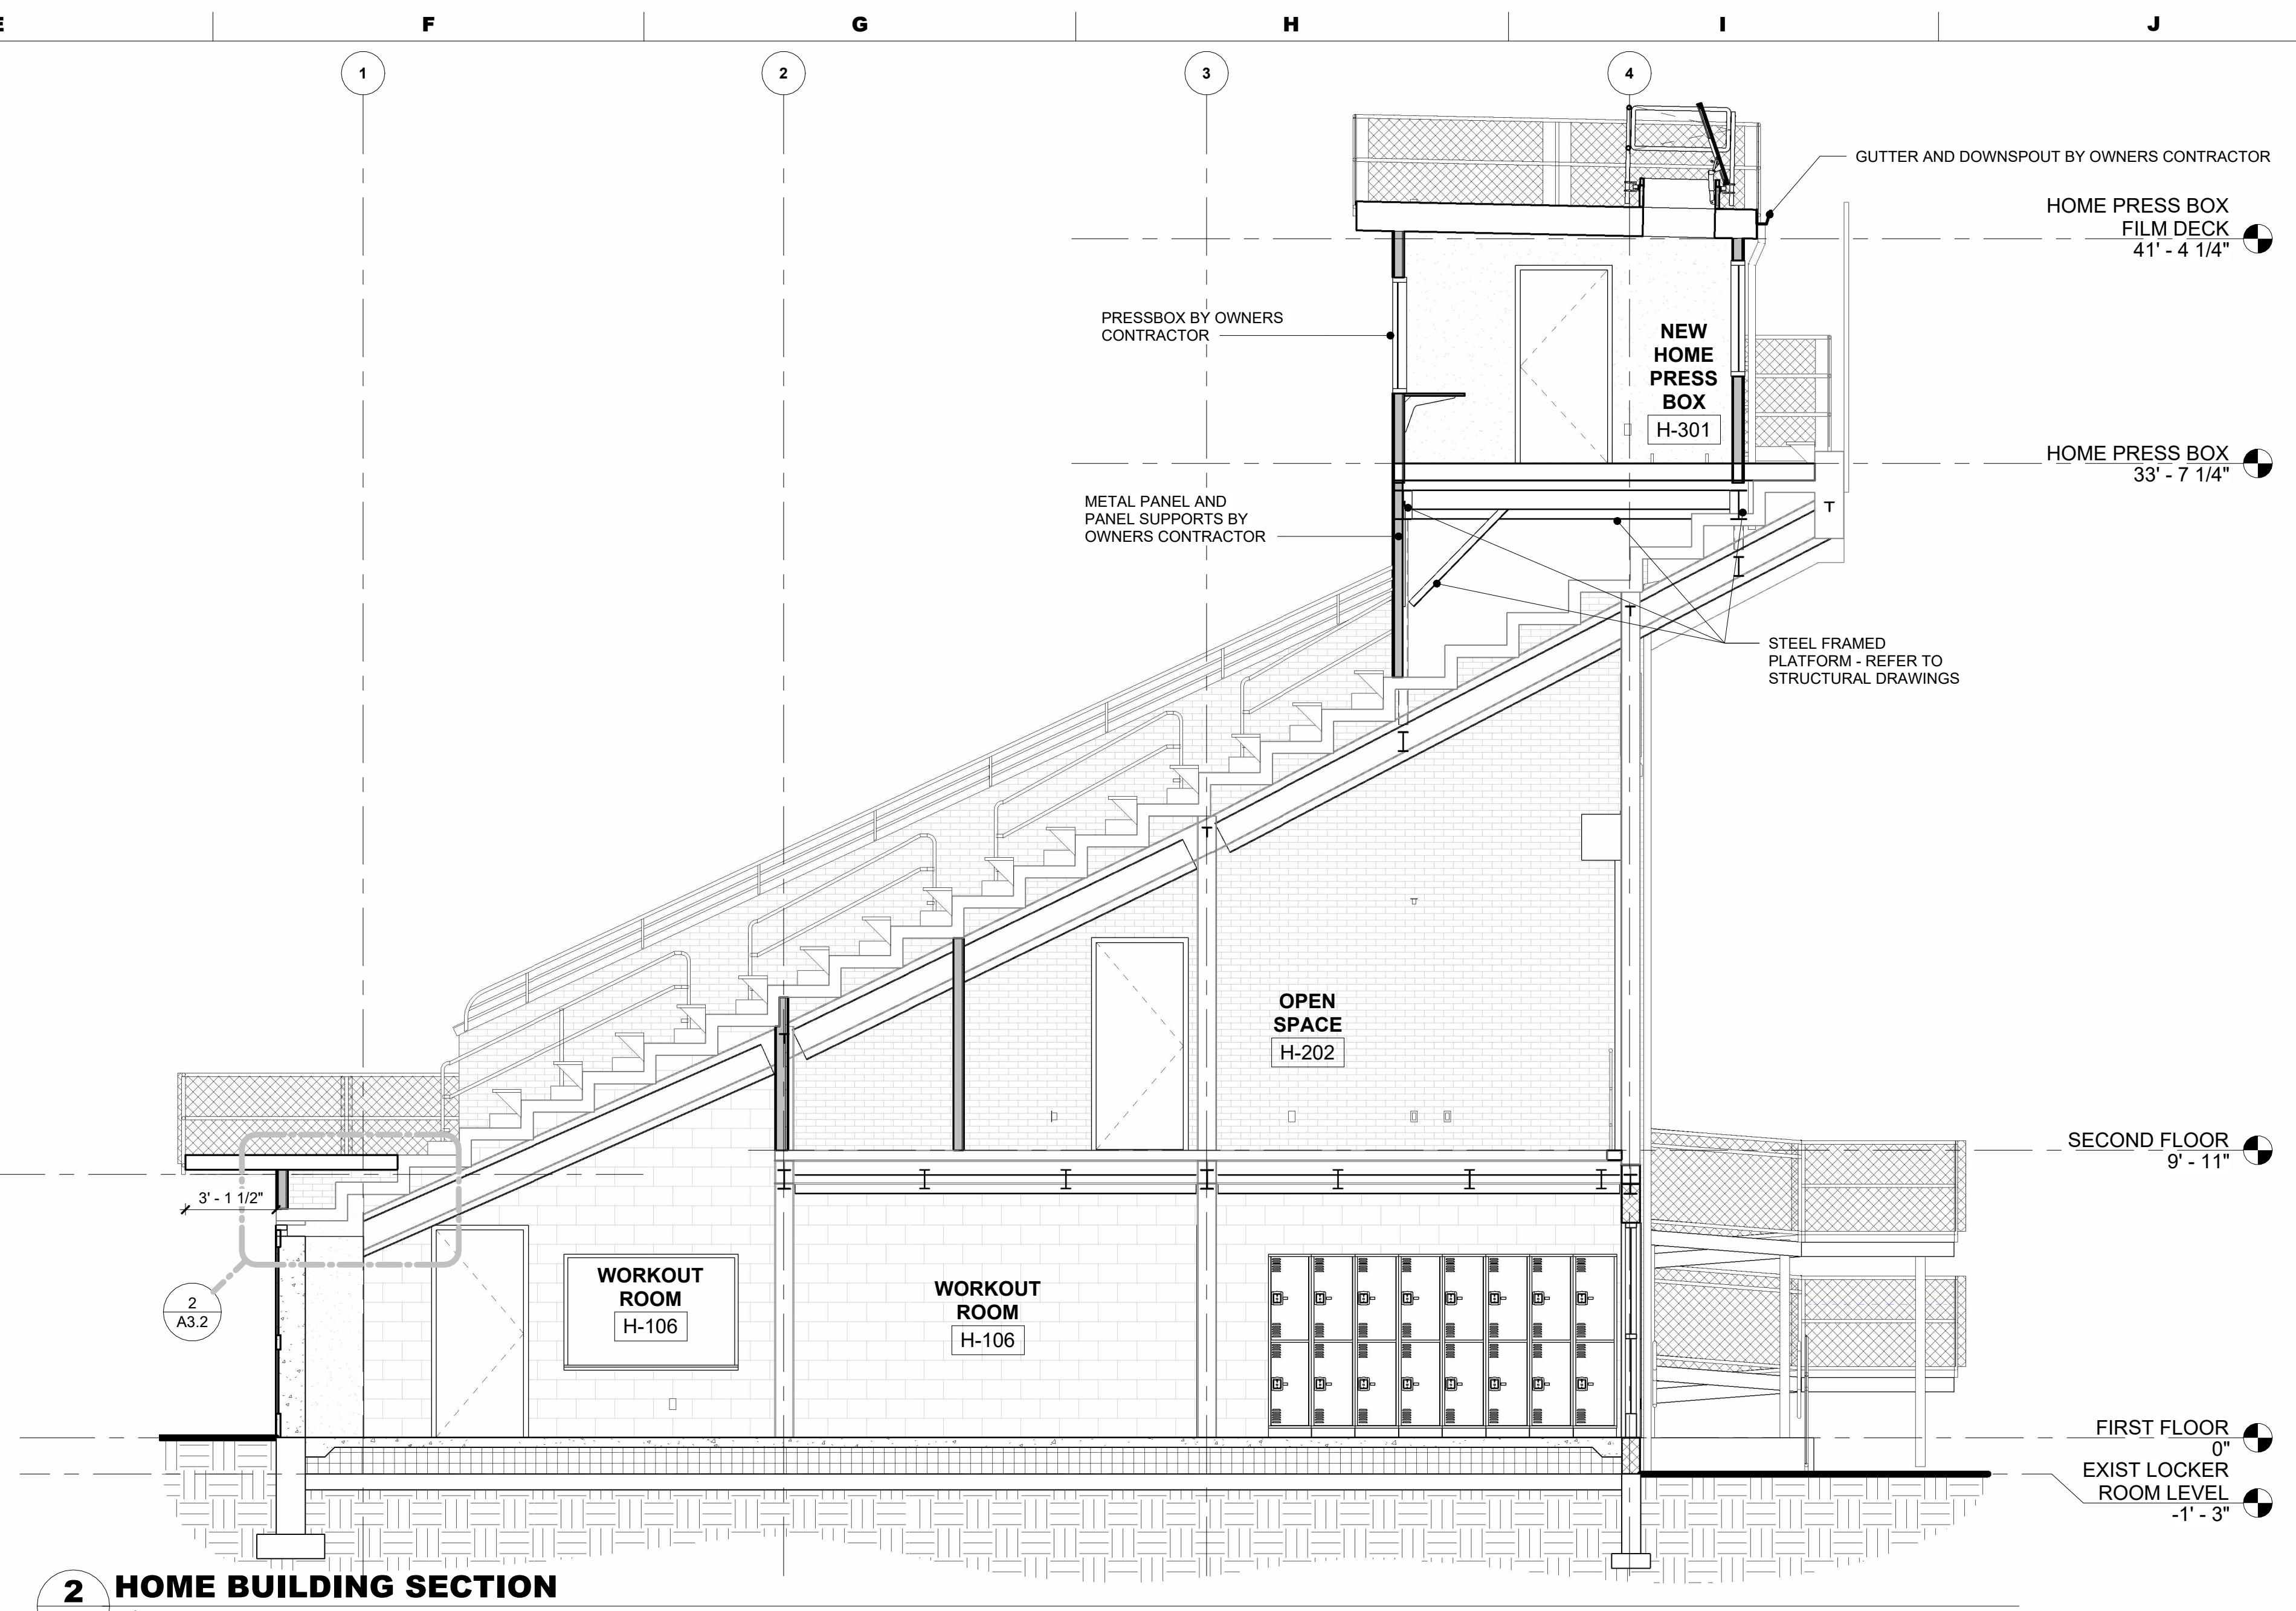 E
F
G
H
I
J
1
2
3
4
GUTTER AND DOWNSPOUT BY OWNERS CONTRACTOR
HOME PRESS BOX
FILM DECK
41' - 4 1/4"
PRESSBOX BY OWNERS
CONTRACTOR
NEW
HOME
PRESS
BOX
H-301
HOME PRESS BOX
33' - 7 1/4"
METAL PANEL AND
PANEL SUPPORTS BY
OWNERS CONTRACTOR
STEEL FRAMED
PLATFORM - REFER TO
STRUCTURAL DRAWINGS
OPEN
SPACE
H-202
SECOND FLOOR
9' - 11"
3' - 1 1/2"
2
A3.2
WORKOUT
ROOM
H-106
WORKOUT
ROOM
H-106
FIRST FLOOR
0"
EXIST LOCKER
ROOM LEVEL
-1' - 3"
2
HOME BUILDING SECTION